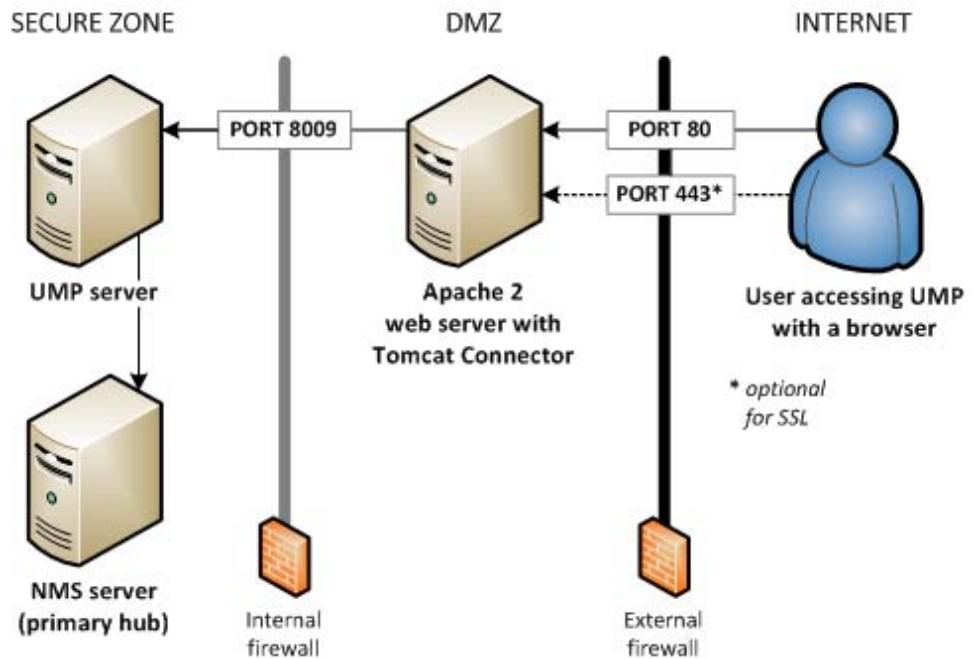 SECURE ZONE
DMZ
INTERNET
PORT 8009
PORT 80
PORT 443*
UMP server
Apache 2
web server with
Tomcat Connector
User accessing UMP
with a browser
* optional
for SSL
NMS server
(primary hub)
Internal
firewall
External
firewall